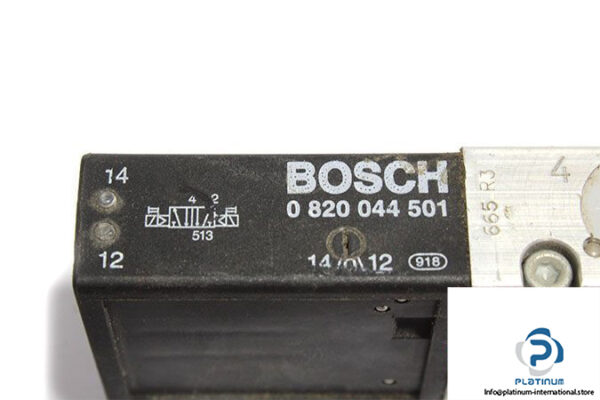 14
12
4 2
513
BOSCH
0 820 044 501
14/0\12
918
665 R3
4
PLATINUM
INTERNATIONAL
Info@platinum-international.store